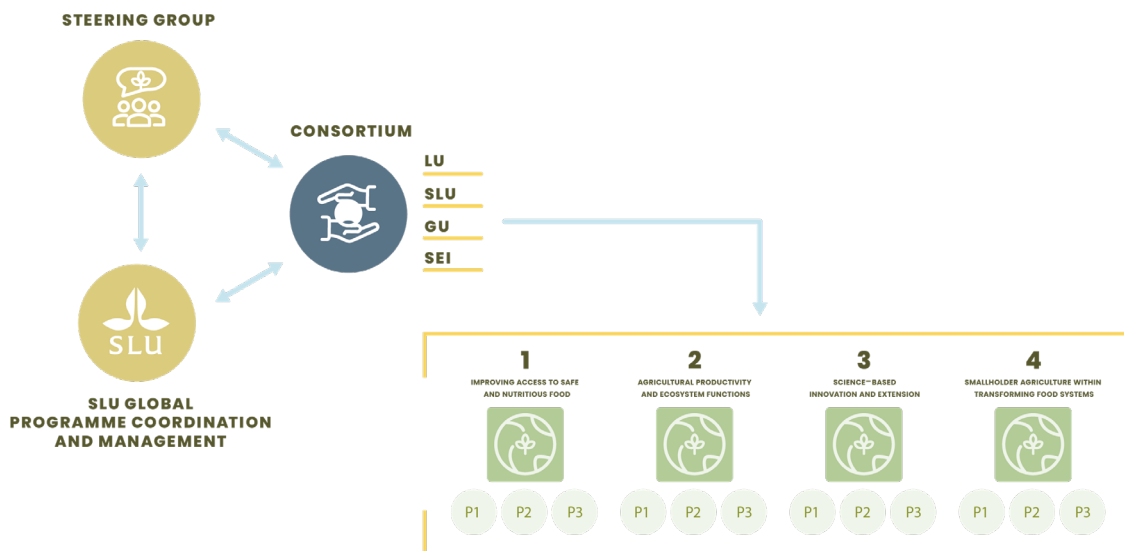 STEERING GROUP
CONSORTIUM
LU
SLU
GU
SEI
SLU
SLU GLOBAL
PROGRAMME COORDINATION
AND MANAGEMENT
1
IMPROVING ACCESS TO SAFE
AND NUTRITIOUS FOOD
2
AGRICULTURAL PRODUCTIVITY
AND ECOSYSTEM FUNCTIONS
3
SCIENCE-BASED
INNOVATION AND EXTENSION
4
SMALLHOLDER AGRICULTURE WITHIN
TRANSFORMING FOOD SYSTEMS
P1 P2 P3
P1 P2 P3
P1 P2 P3
P1 P2 P3